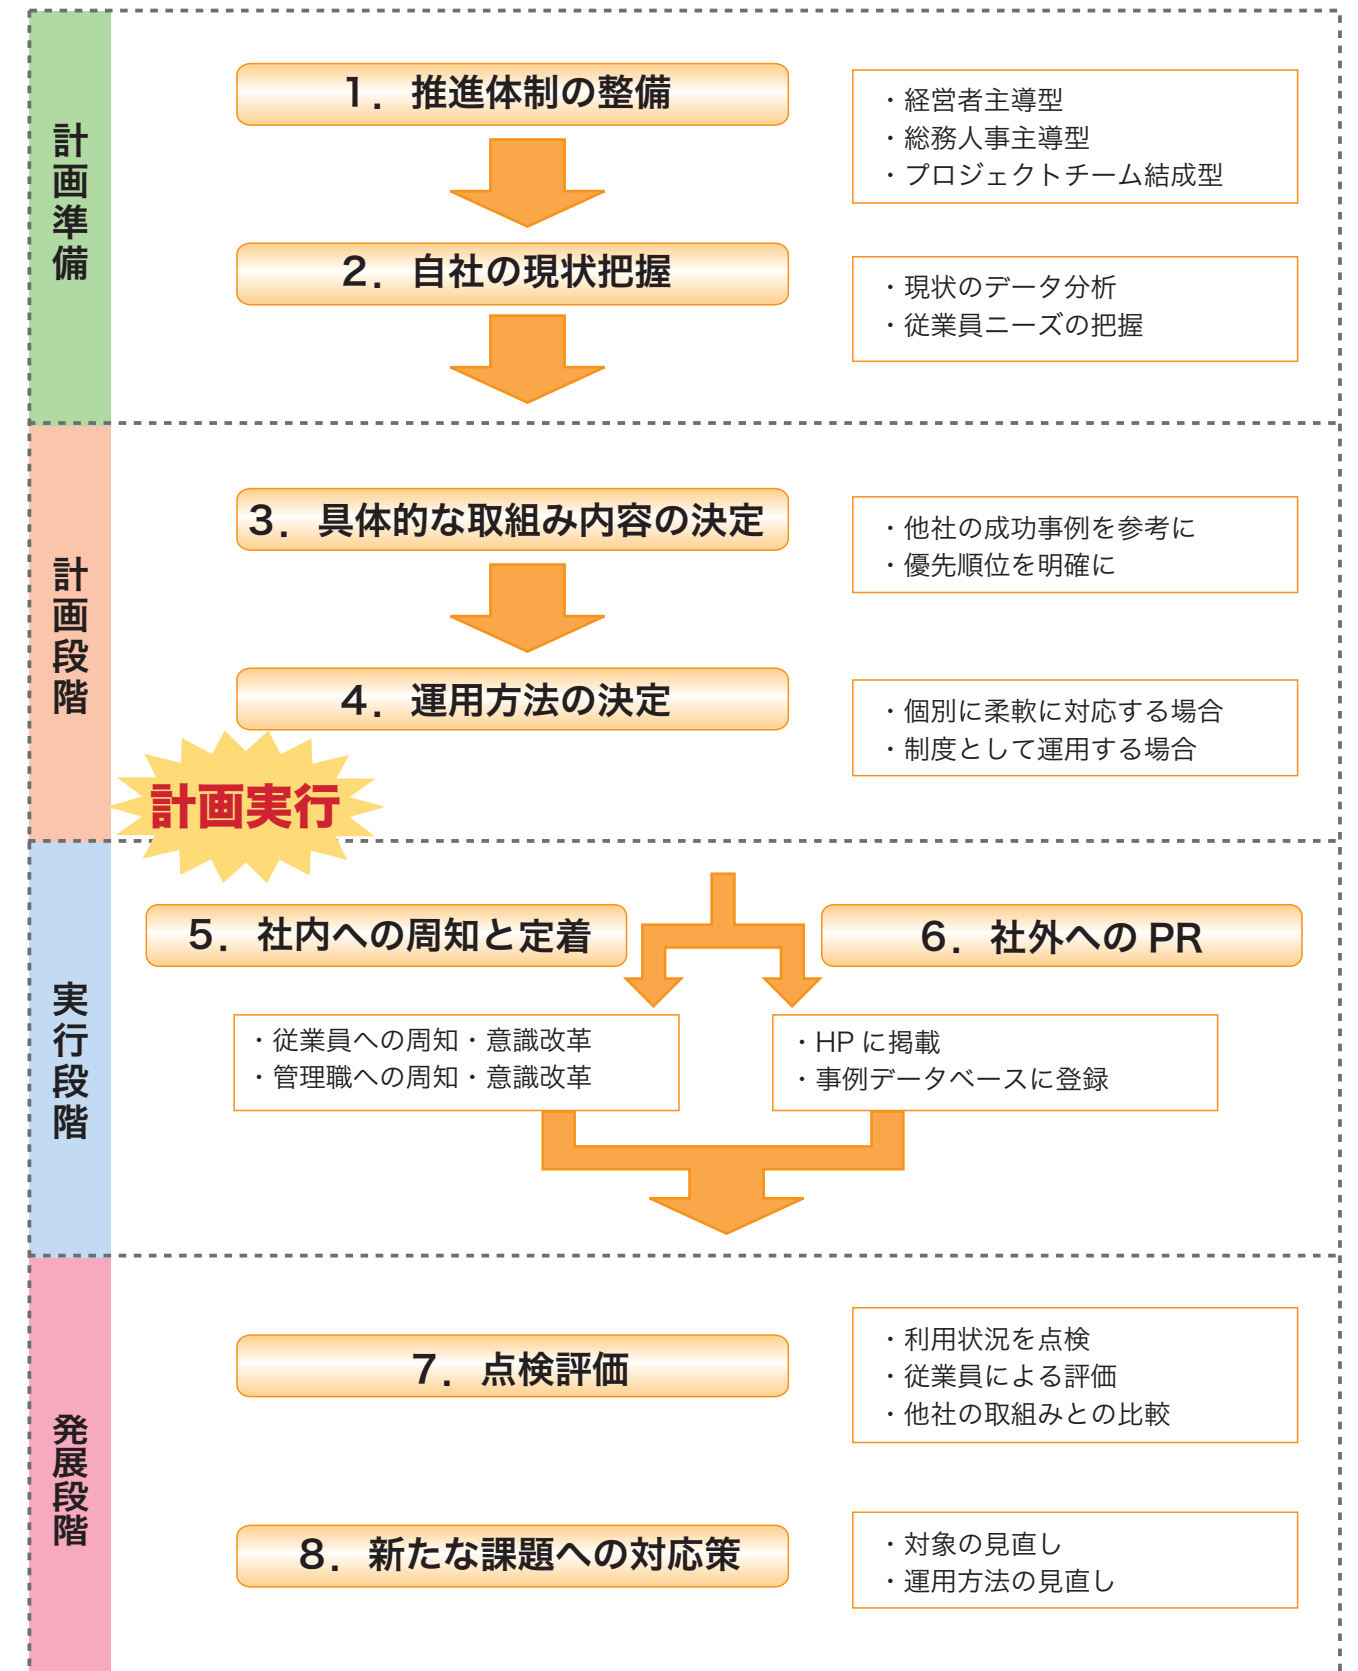 計画準備
1．推進体制の整備
・経営者主導型
・総務人事主導型
・プロジェクトチーム結成型
2．自社の現状把握
・現状のデータ分析
・従業員ニーズの把握
計画段階
3．具体的な取組み内容の決定
・他社の成功事例を参考に
・優先順位を明確に
4．運用方法の決定
・個別に柔軟に対応する場合
・制度として運用する場合
計画実行
実行段階
5．社内への周知と定着
・従業員への周知・意識改革
・管理職への周知・意識改革
6．社外へのPR
・HPに掲載
・事例データベースに登録
発展段階
7．点検評価
・利用状況を点検
・従業員による評価
・他社の取組みとの比較
8．新たな課題への対応策
・対象の見直し
・運用方法の見直し